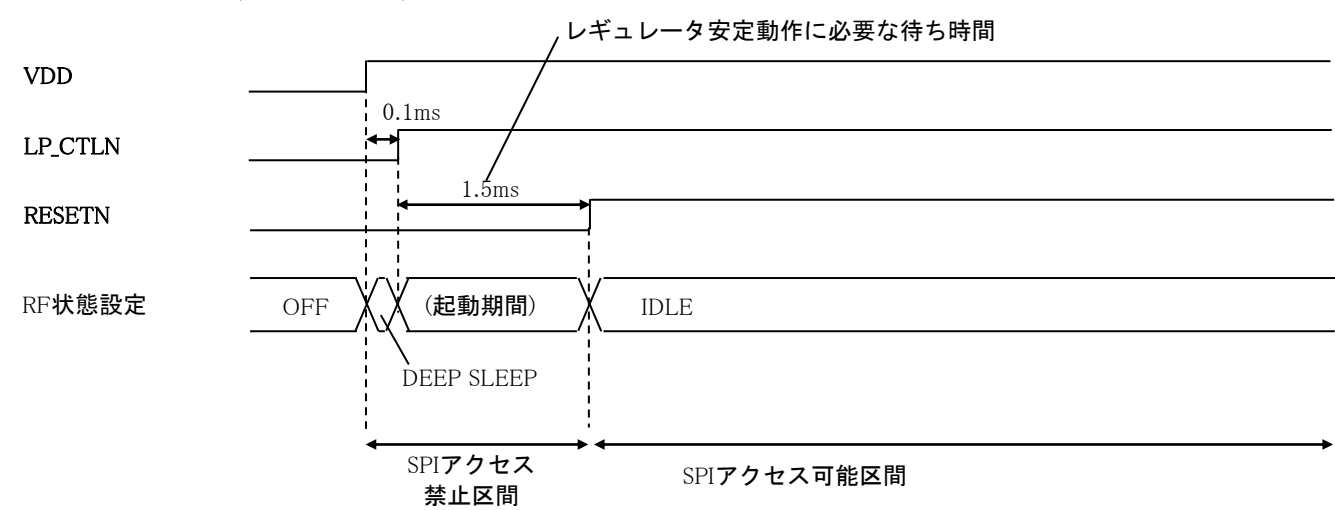 レギュレータ安定動作に必要な待ち時間
VDD
0.1ms
LP_CTLN
1.5ms
RESETN
RF状態設定
OFF
(起動期間)
IDLE
DEEP SLEEP
SPIアクセス
禁止区間
SPIアクセス可能区間